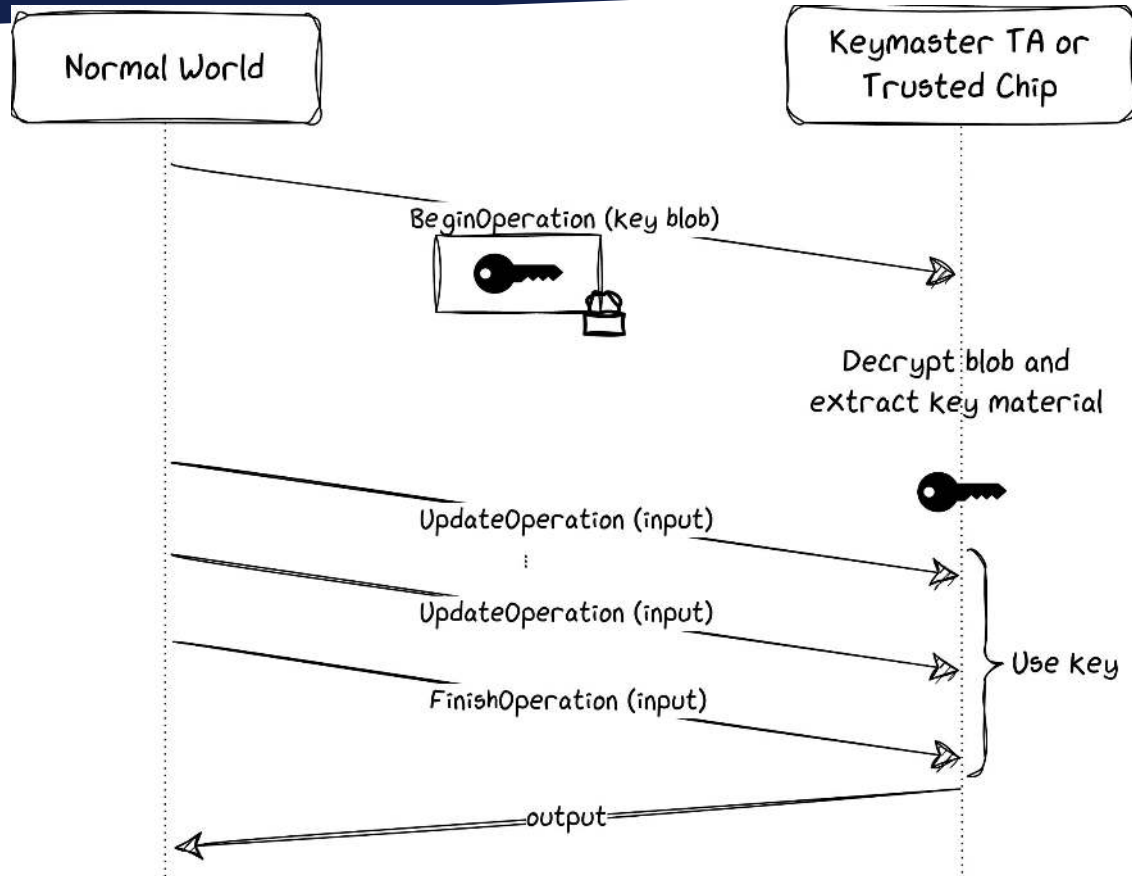 Normal World
Keymaster TA or
Trusted Chip
BeginOperation (key blob)
Decrypt blob and
extract key material
UpdateOperation (input)
⋮
UpdateOperation (input)
Use key
FinishOperation (input)
output